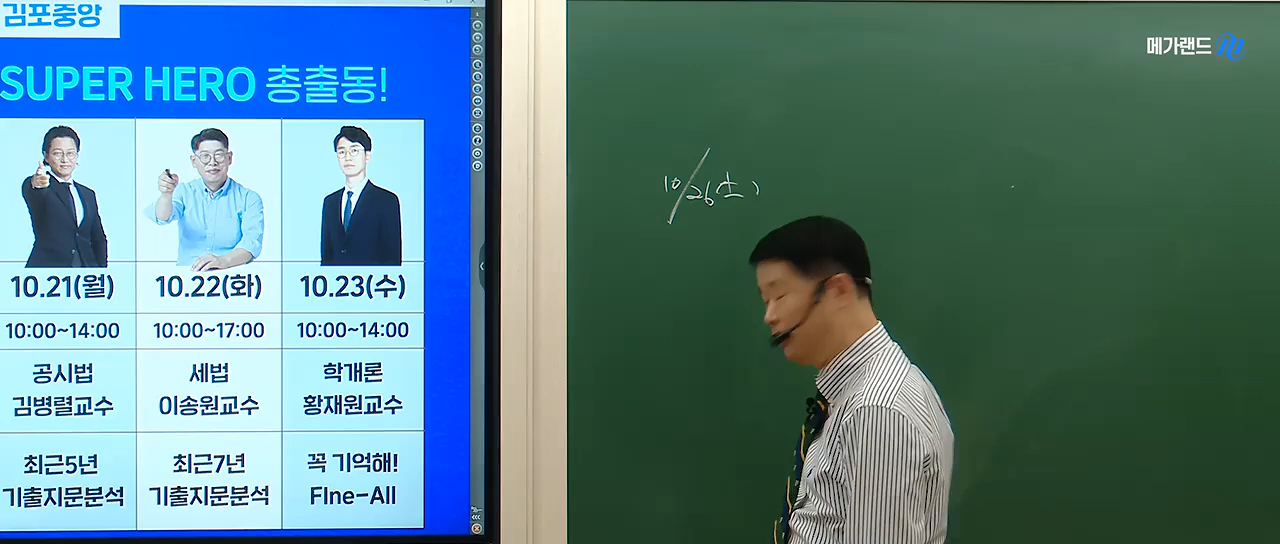 김포중앙
SUPER HERO 총출동!
10.21(월) 10.22(화) 10.23(수)
10:00~14:00 10:00~17:00 10:00~14:00
공시법 세법 학개론
김병렬교수 이송원교수 황재원교수
최근5년 최근7년 꼭 기억해!
기출지문분석 기출지문분석 FIne-All
메가랜드
10/26(土)